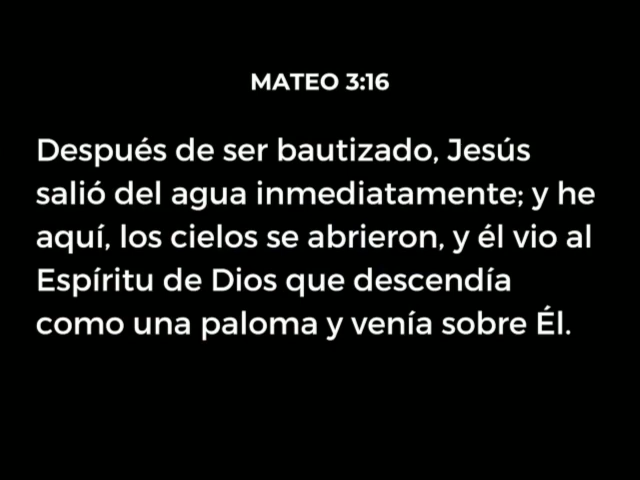 MATEO 3:16
Después de ser bautizado, Jesús
salió del agua inmediatamente; y he
aquí, los cielos se abrieron, y él vio al
Espíritu de Dios que descendía
como una paloma y venía sobre Él.